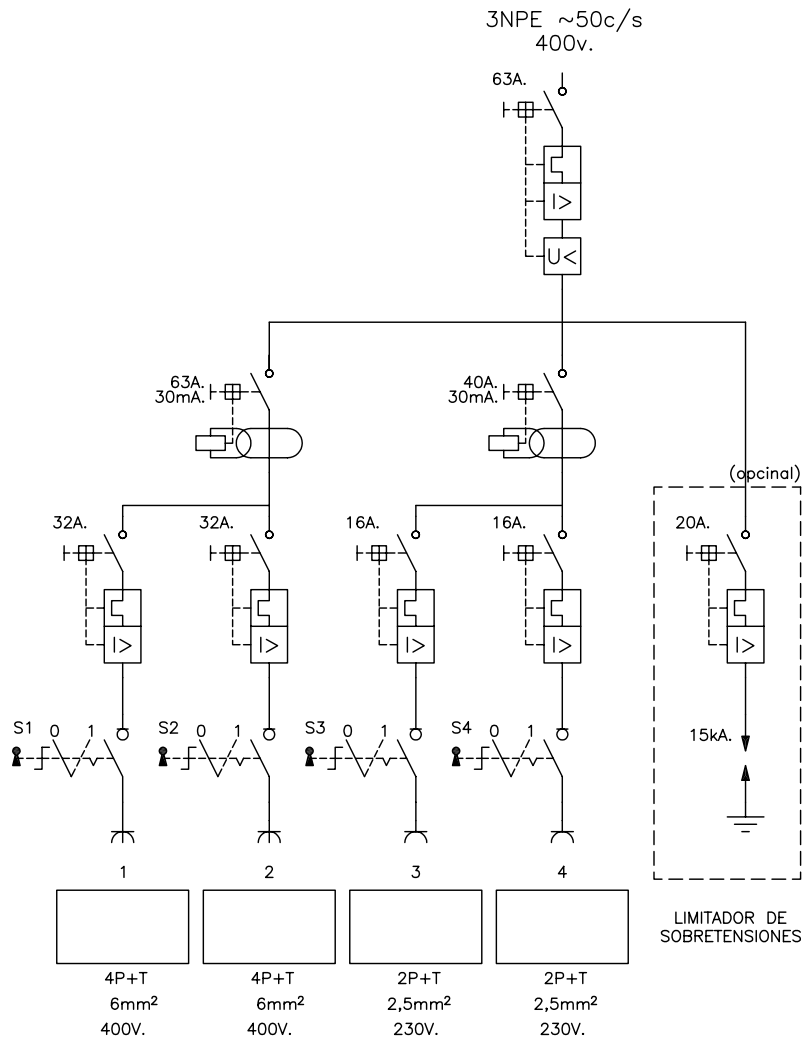 3NPE ~50c/s
400v.
63A.
I>
U<
63A.
30mA.
40A.
30mA.
(opcinal)
32A.
32A.
16A.
16A.
20A.
I>
I>
I>
I>
I>
S1 0 1
S2 0 1
S3 0 1
S4 0 1
15kA.
1
2
3
4
LIMITADOR DE
SOBRETENSIONES
4P+T
6mm²
400V.
4P+T
6mm²
400V.
2P+T
2,5mm²
230V.
2P+T
2,5mm²
230V.